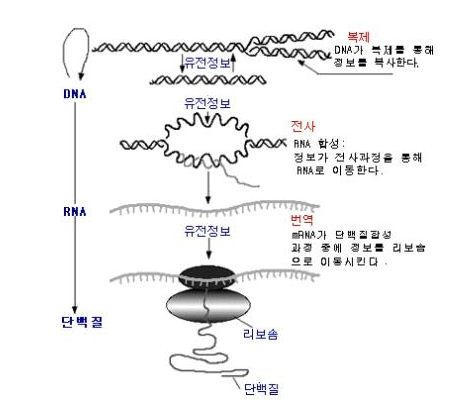 복제
DNA가 복제를 통해
정보를 복사한다.
유전정보
DNA
유전정보
전사
RNA 합성:
정보가 전사과정을 통해
RNA로 이동한다.
RNA
번역
유전정보
mRNA가 단백질합성
과정 중에 정보를 리보솜
으로 이동시킨다.
단백질
리보솜
단백질